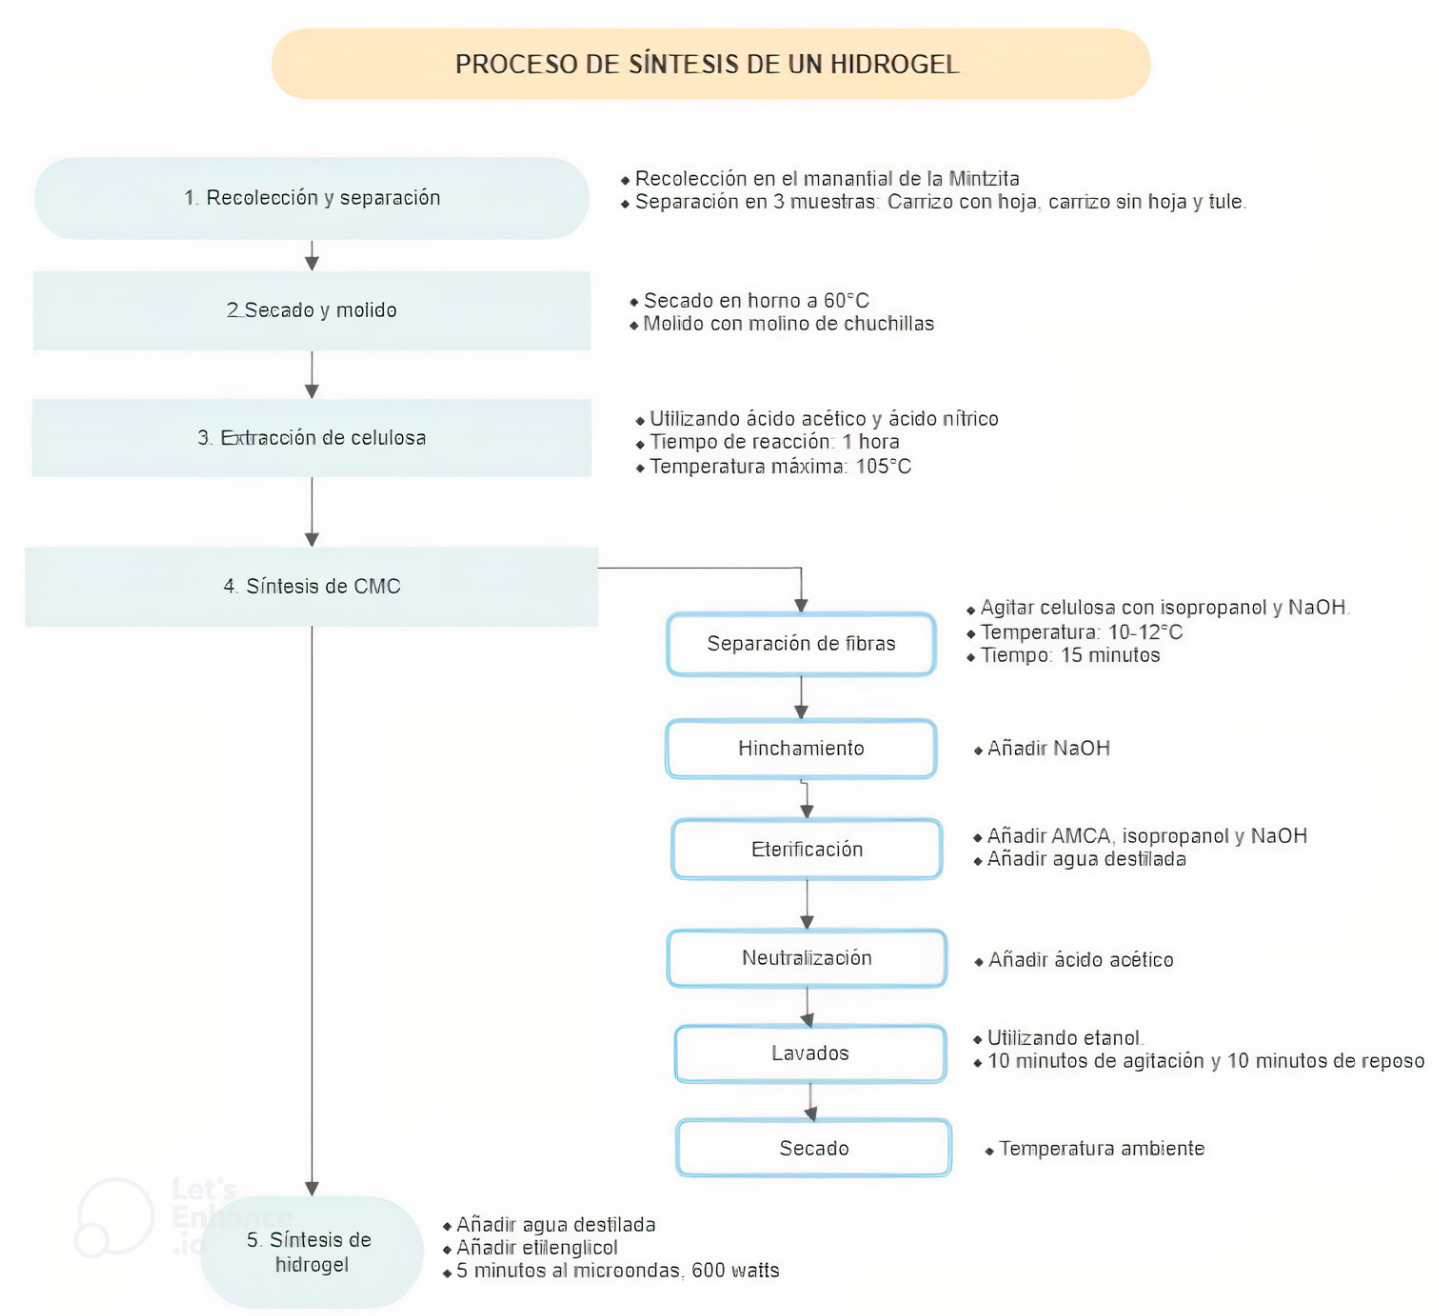 PROCESO DE SÍNTESIS DE UN HIDROGEL
1. Recolección y separación
⬥ Recolección en el manantial de la Mintzita
⬥ Separación en 3 muestras: Carrizo con hoja, carrizo sin hoja y tule.
2.Secado y molido
⬥ Secado en horno a 60°C
⬥ Molido con molino de chuchillas
3. Extracción de celulosa
⬥ Utilizando ácido acético y ácido nítrico
⬥ Tiempo de reacción: 1 hora
⬥ Temperatura máxima: 105°C
4. Síntesis de CMC
Separación de fibras
⬥ Agitar celulosa con isopropanol y NaOH.
⬥ Temperatura: 10-12°C
⬥ Tiempo: 15 minutos
Hinchamiento
⬥ Añadir NaOH
Eterificación
⬥ Añadir AMCA, isopropanol y NaOH
⬥ Añadir agua destilada
Neutralización
⬥ Añadir ácido acético
Lavados
⬥ Utilizando etanol.
⬥ 10 minutos de agitación y 10 minutos de reposo
Secado
⬥ Temperatura ambiente
Let's
Enhance
.io
5. Síntesis de
hidrogel
⬥ Añadir agua destilada
⬥ Añadir etilenglicol
⬥ 5 minutos al microondas, 600 watts